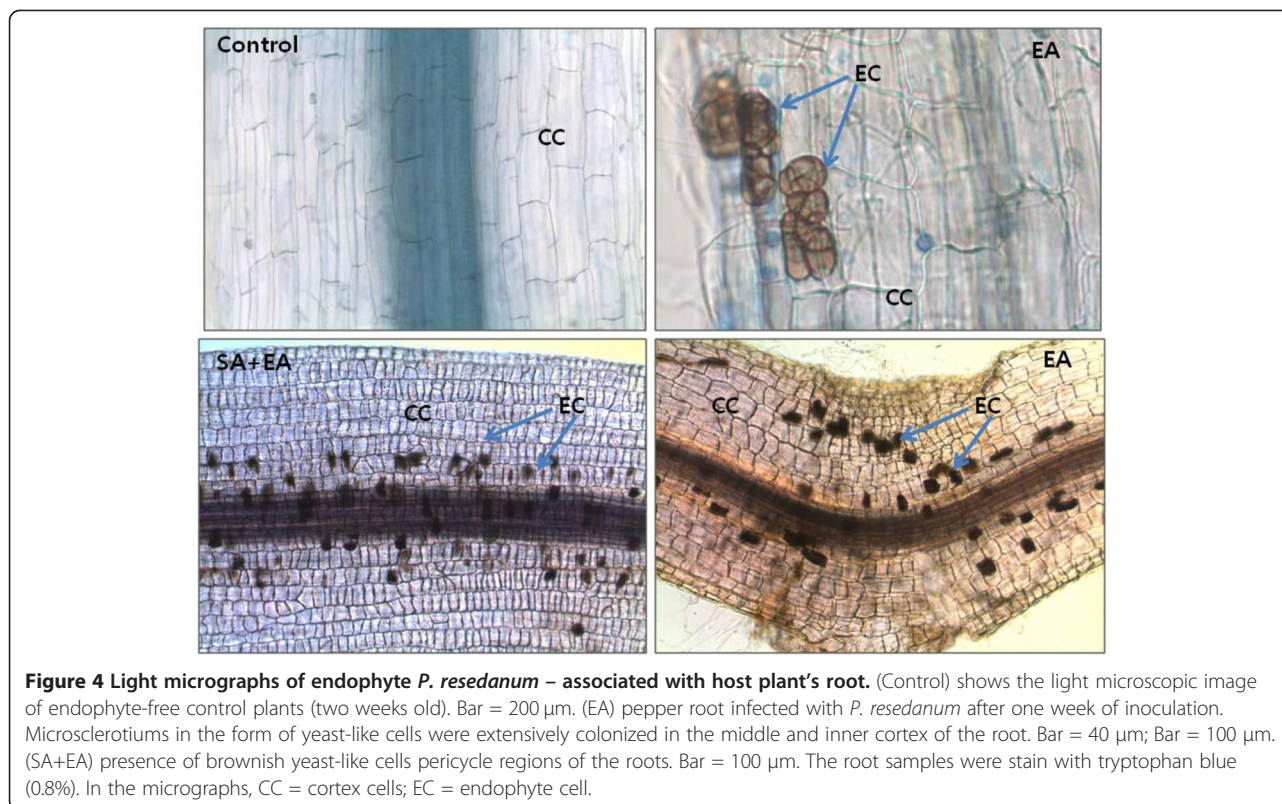 Control
CC
EA
EC
CC
SA+EA
CC
EC
EA
CC
EC
Figure 4 Light micrographs of endophyte P. resedanum – associated with host plant's root. (Control) shows the light microscopic image
of endophyte-free control plants (two weeks old). Bar = 200 μm. (EA) pepper root infected with P. resedanum after one week of inoculation.
Microsclerotiums in the form of yeast-like cells were extensively colonized in the middle and inner cortex of the root. Bar = 40 μm; Bar = 100 μm.
(SA+EA) presence of brownish yeast-like cells pericycle regions of the roots. Bar = 100 μm. The root samples were stain with tryptophan blue
(0.8%). In the micrographs, CC = cortex cells; EC = endophyte cell.